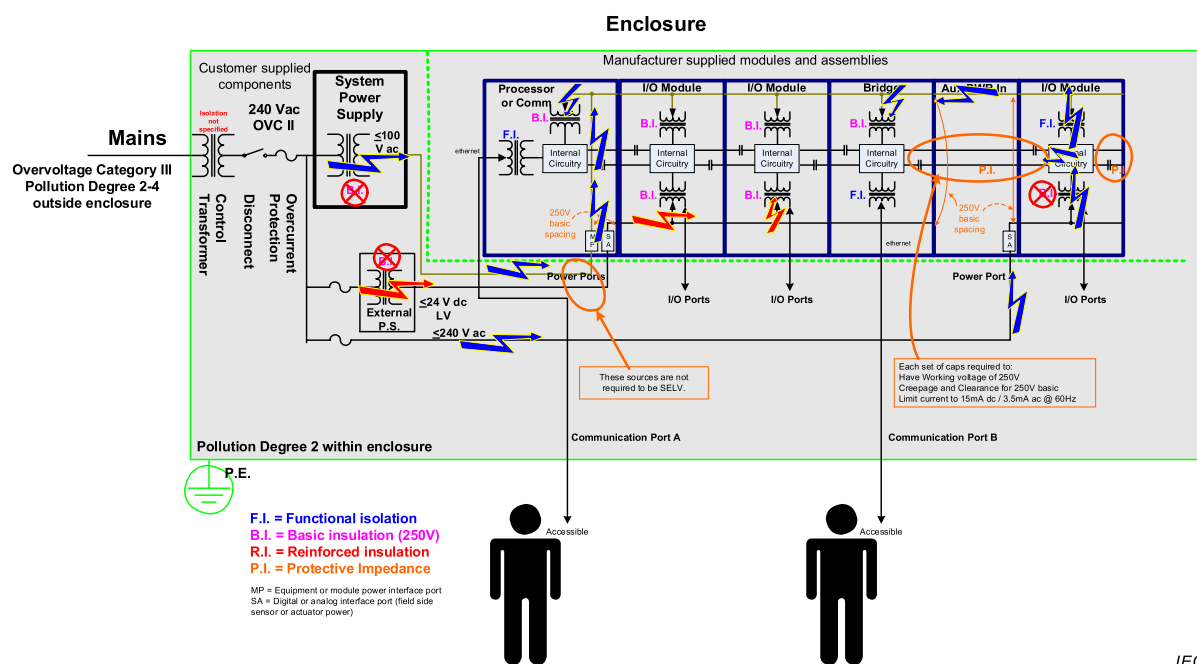 Enclosure
Customer supplied
components
Manufacturer supplied modules and assemblies
Isolation
not
specified
240 Vac
OVC II
System
Power
Supply
<100
V ac
Mains
Overvoltage Category III
Pollution Degree 2-4
outside enclosure
Control
Transformer
Disconnect
Overcurrent
Protection
Processor
or Comm
I/O Module
I/O Module
Bridge
In
I/O Module
B.I.
B.I.
B.I.
B.I.
F.I.
F.I.
ethernet
Internal
Circuitry
Internal
Circuitry
Internal
Circuitry
Internal
Circuitry
Internal
Circuitry
P.I.
P.I.
B.I.
B.I.
F.I.
250V
basic
spacing
250V
basic
spacing
ethernet
S
A
S
A
Power Ports
I/O Ports
I/O Ports
Power Port
I/O Ports
External
P.S.
<24 V dc
LV
<240 V ac
These sources are not
required to be SELV.
Each set of caps required to:
Have Working voltage of 250V
Creepage and Clearance for 250V basic
Limit current to 15mA dc / 3.5mA ac @ 60Hz
Communication Port A
Communication Port B
Pollution Degree 2 within enclosure
P.E.
F.I. = Functional isolation
B.I. = Basic insulation (250V)
R.I. = Reinforced insulation
P.I. = Protective Impedance
MP = Equipment or module power interface port
SA = Digital or analog interface port (field side
sensor or actuator power)
Accessible
Accessible